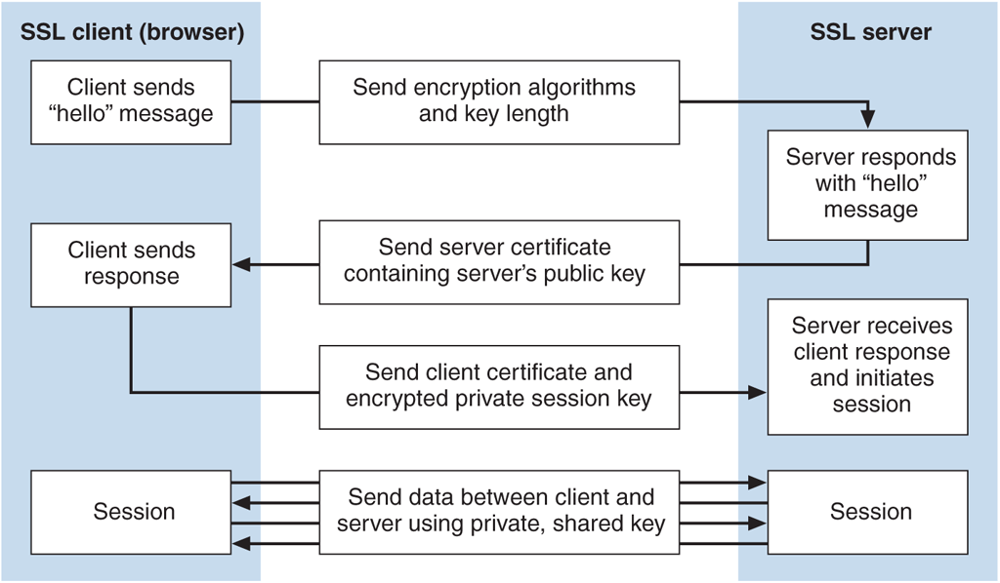 SSL client (browser)
SSL server
Client sends
“hello” message
Send encryption algorithms
and key length
Server responds
with “hello”
message
Send server certificate
containing server’s public key
Client sends
response
Send client certificate and
encrypted private session key
Server receives
client response
and initiates
session
Session
Send data between client and
server using private, shared key
Session